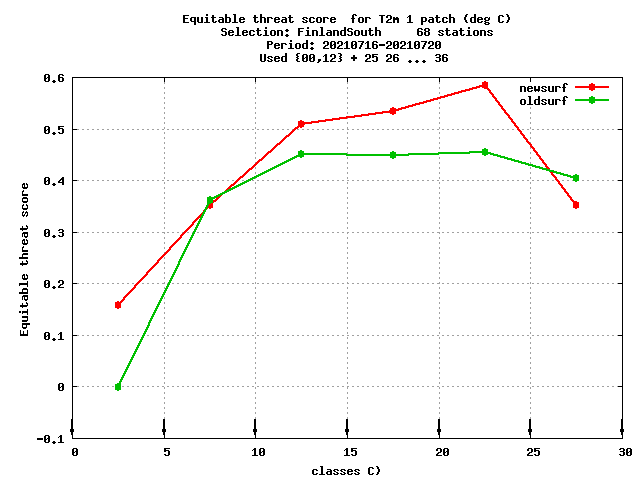 Equitable threat score  for T2m 1 patch (deg C)
Selection: FinlandSouth     68 stations
Period: 20210716-20210720
Used {00,12} + 25 26 ... 36
newsurf
oldsurf
0.6
0.5
0.4
0.3
0.2
0.1
0
-0.1
Equitable threat score
0 5 10 15 20 25 30
classes C)